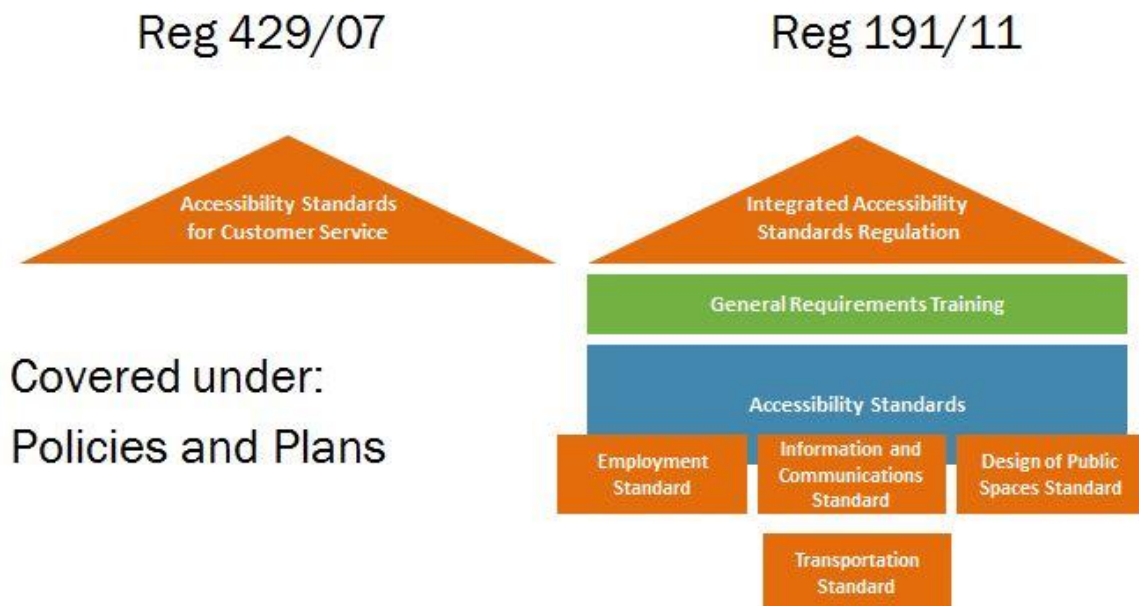 Reg 429/07
Reg 191/11
Accessibility Standards
for Customer Service
Integrated Accessibility
Standards Regulation
General Requirements Training
Covered under:
Policies and Plans
Accessibility Standards
Employment
Standard
Information and
Communications
Standard
Design of Public
Spaces Standard
Transportation
Standard